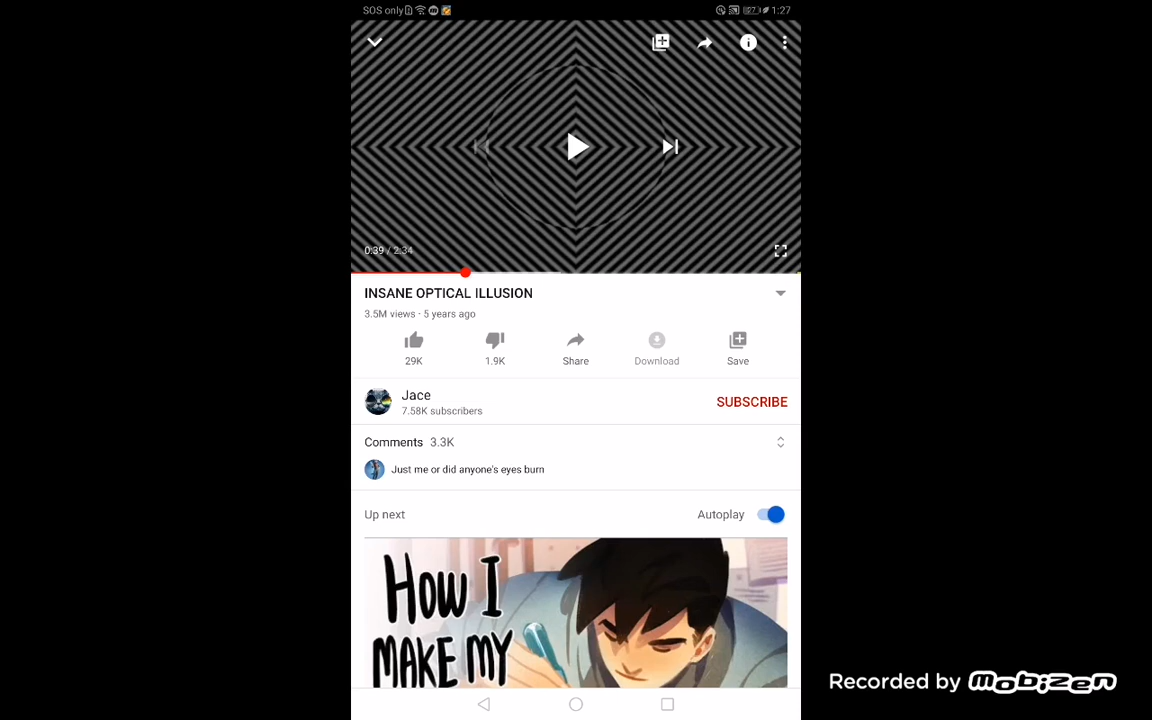 SOS only
27
1:27
0:39 / 2:34
INSANE OPTICAL ILLUSION
3.5M views · 5 years ago
29K
1.9K
Share
Download
Save
Jace
7.58K subscribers
SUBSCRIBE
Comments 3.3K
Just me or did anyone's eyes burn
Up next
Autoplay
HOW I
MAKE MY
Recorded by mobizen